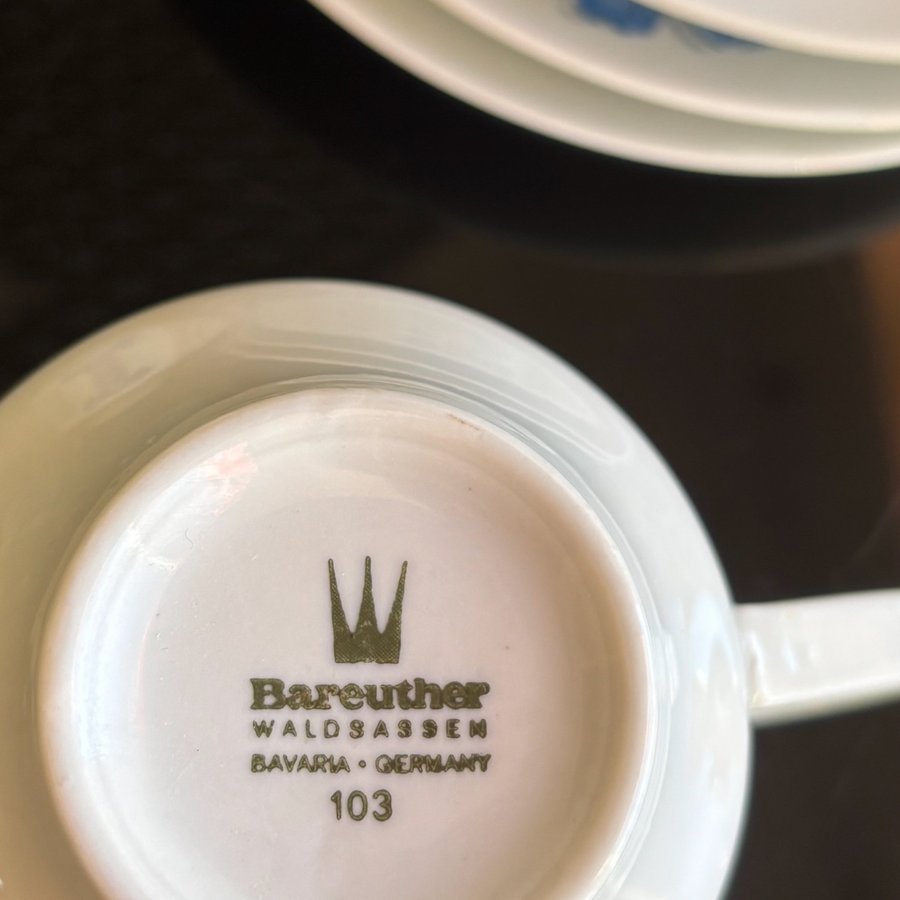 Bareuther
WALDSASSEN
BAVARIA · GERMANY
103